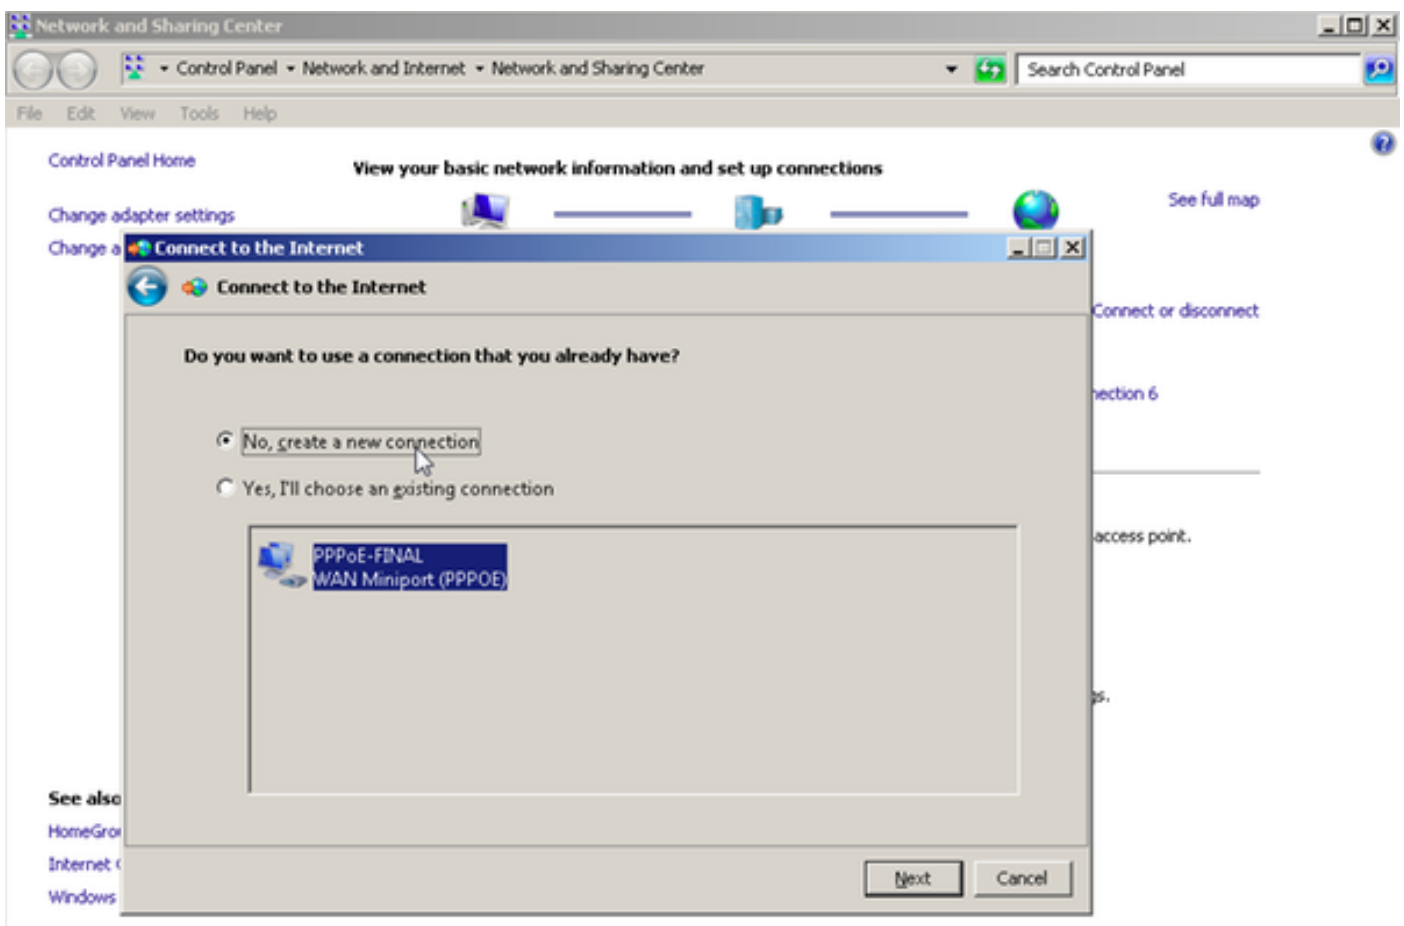 Network and Sharing Center
Control Panel Network and Internet Network and Sharing Center
Search Control Panel
File Edit View Tools Help
Control Panel Home
View your basic network information and set up connections
See full map
Change adapter settings
Change a
Connect to the Internet
Connect to the Internet
Connect or disconnect
Do you want to use a connection that you already have?
nection 6
No, create a new connection
Yes, I'll choose an existing connection
access point.
PPPoE-FINAL
WAN Miniport (PPPOE)
gs.
See also
HomeGro
Internet
Windows
Next
Cancel